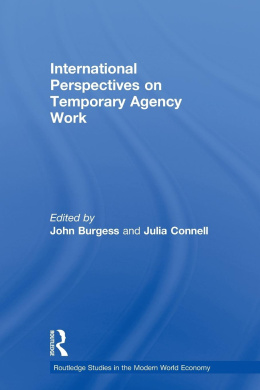 International
Perspectives on
Temporary Agency
Work
Edited by
John Burgess and Julia Connell
ROUTLEDGE
Routledge Studies in the Modern World Economy